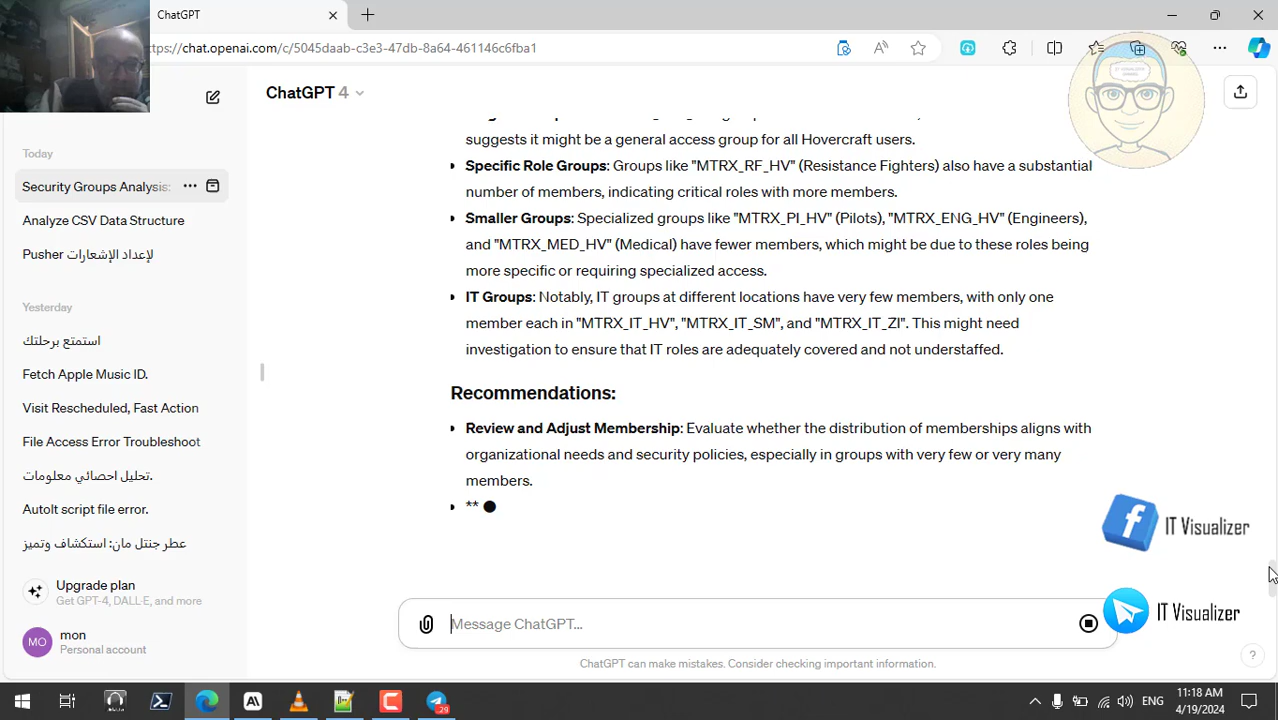 ChatGPT
ttps://chat.openai.com/c/5045daab-c3e3-47db-8a64-461146c6fba1
ChatGPT 4
suggests it might be a general access group for all Hovercraft users.
Specific Role Groups: Groups like "MTRX_RF_HV" (Resistance Fighters) also have a substantial
number of members, indicating critical roles with more members.
Smaller Groups: Specialized groups like "MTRX_PI_HV" (Pilots), "MTRX_ENG_HV" (Engineers),
and "MTRX_MED_HV" (Medical) have fewer members, which might be due to these roles being
more specific or requiring specialized access.
IT Groups: Notably, IT groups at different locations have very few members, with only one
member each in "MTRX_IT_HV", "MTRX_IT_SM", and "MTRX_IT_ZI". This might need
investigation to ensure that IT roles are adequately covered and not understaffed.
Recommendations:
Review and Adjust Membership: Evaluate whether the distribution of memberships aligns with
organizational needs and security policies, especially in groups with very few or very many
members.
**
Today
Security Groups Analysis:
Analyze CSV Data Structure
Pusher لإعداد الإشعارات
Yesterday
استمتع برحلتك
Fetch Apple Music ID.
Visit Rescheduled, Fast Action
File Access Error Troubleshoot
تحليل احصائي معلومات.
AutoIt script file error.
عطر جنتل مان: استكشاف وتميز
Upgrade plan
Get GPT-4, DALL·E, and more
MO
mon
Personal account
Message ChatGPT...
ChatGPT can make mistakes. Consider checking important information.
?
IT Visualizer
IT Visualizer
29
ENG
11:18 AM
4/19/2024